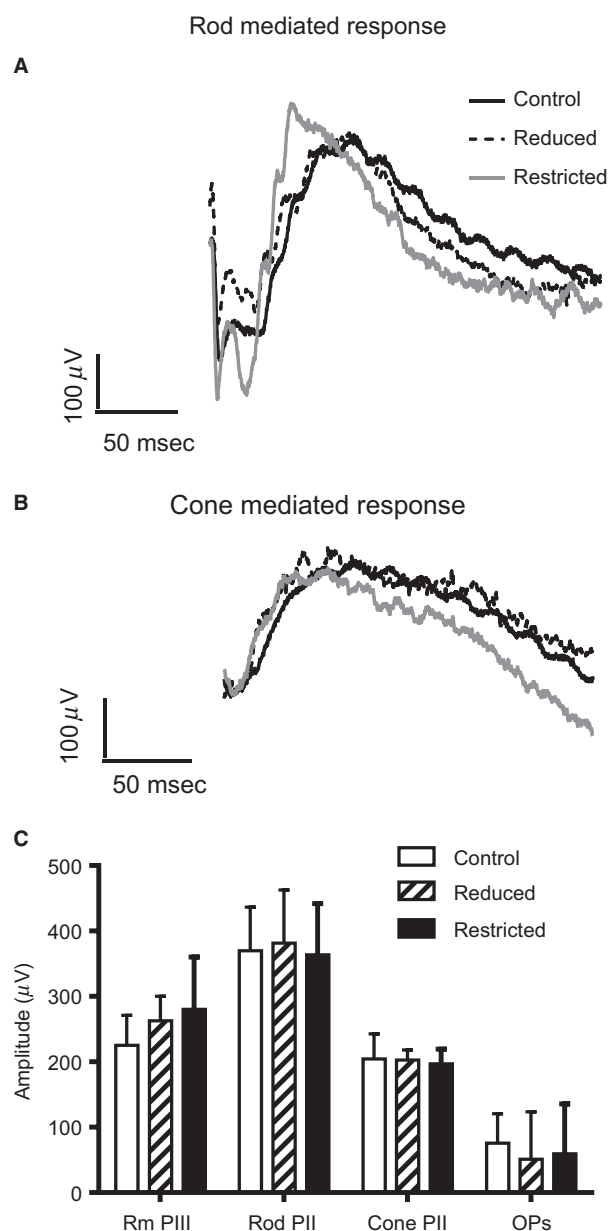 Rod mediated response
A
Control
Reduced
Restricted
100 μV
50 msec
B
Cone mediated response
100 μV
50 msec
C
Control
Reduced
Restricted
Amplitude (μV)
500
400
300
200
100
0
Rm PIII
Rod PII
Cone PII
OPs